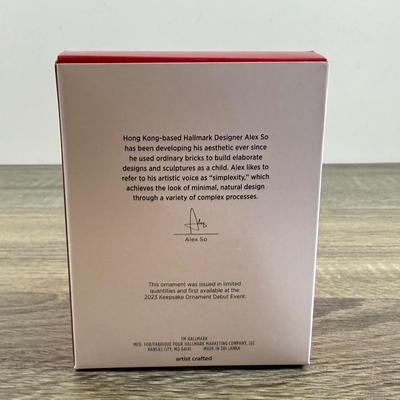 Hong Kong-based Hallmark Designer Alex So
has been developing his aesthetic ever since
he used ordinary bricks to build elaborate
designs and sculptures as a child. Alex likes to
refer to his artistic voice as "simplexity," which
achieves the look of minimal, natural design
through a variety of complex processes.
Alex
Alex So
This ornament was issued in limited
quantities and first available at the
2023 Keepsake Ornament Debut Event.
TM HALLMARK
MFG. FOR/FABRIQUÉ POUR HALLMARK MARKETING COMPANY, LLC
KANSAS CITY, MO 64141 MADE IN SRI LANKA
artist crafted